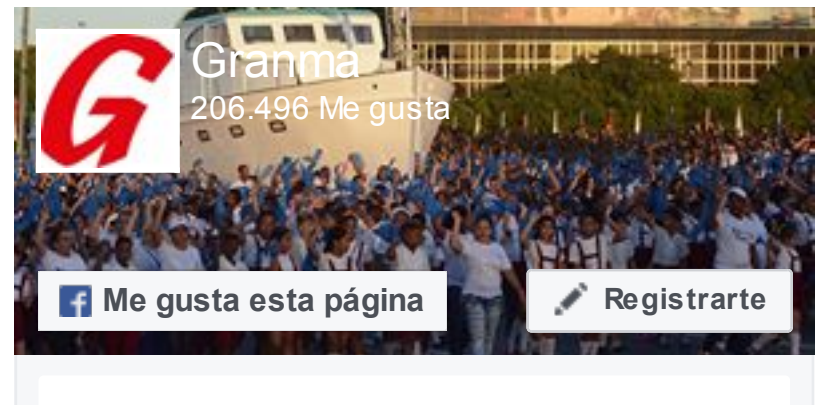 G
Granma
206.496 Me gusta
f Me gusta esta página
Registrarte